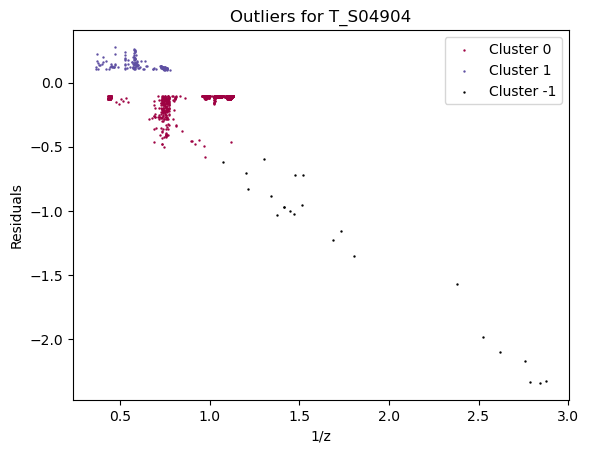 Outliers for T_S04904
Cluster 0
Cluster 1
Cluster -1
Residuals
0.0
−0.5
−1.0
−1.5
−2.0
0.5 1.0 1.5 2.0 2.5 3.0
1/z